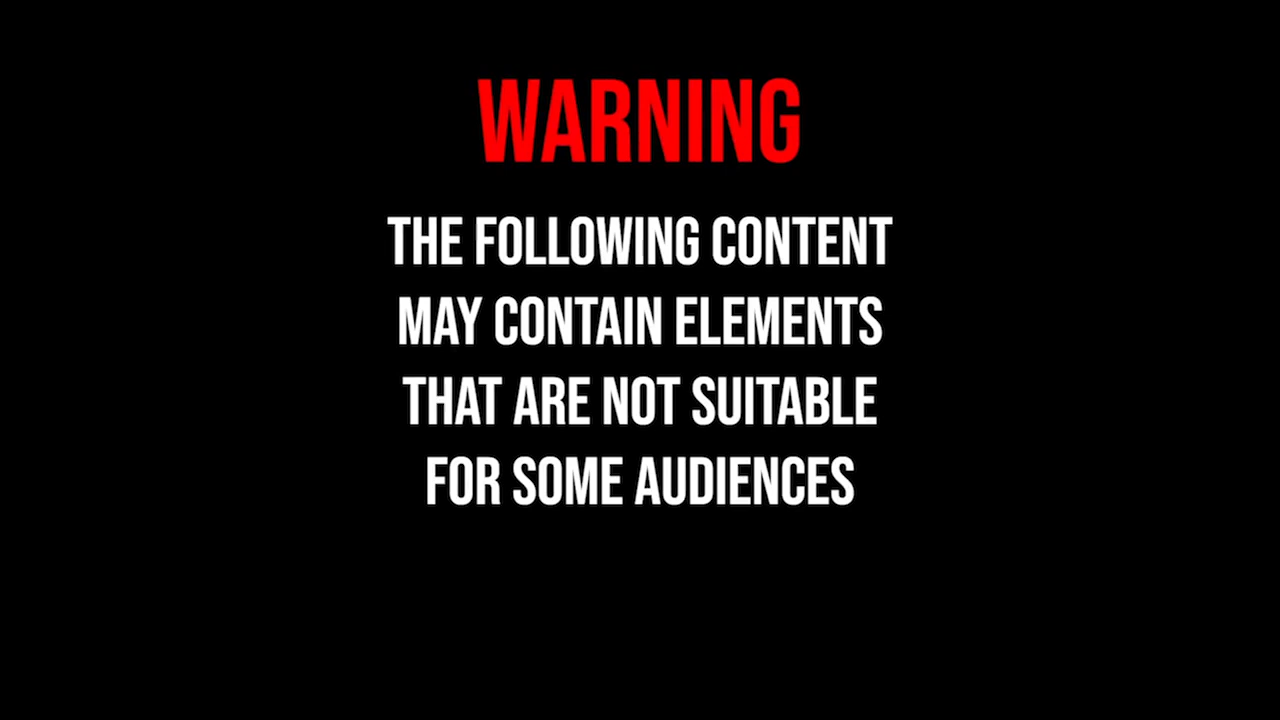 WARNING
THE FOLLOWING CONTENT
MAY CONTAIN ELEMENTS
THAT ARE NOT SUITABLE
FOR SOME AUDIENCES